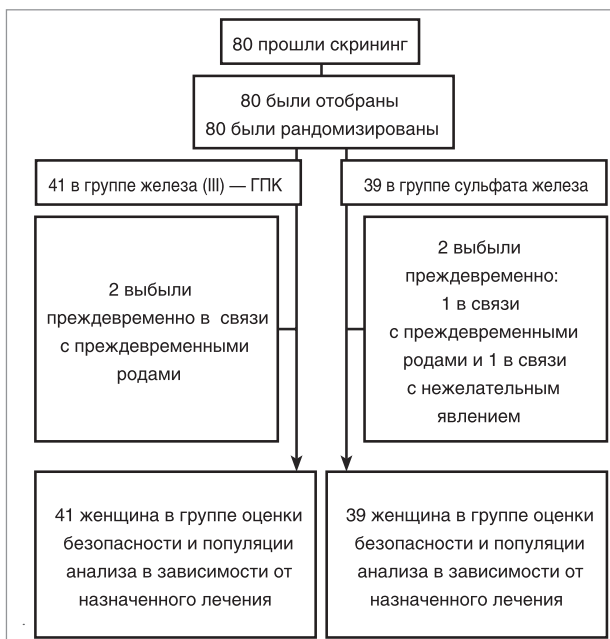 80 прошли скрининг
80 были отобраны
80 были рандомизированы
41 в группе железа (III) — ГПК
39 в группе сульфата железа
2 выбыли
преждевременно в связи
с преждевременными
родами
2 выбыли
преждевременно:
1 в связи
с преждевременными
родами и 1 в связи
с нежелательным
явлением
41 женщина в группе оценки
безопасности и популяции
анализа в зависимости от
назначенного лечения
39 женщина в группе оценки
безопасности и популяции
анализа в зависимости от
назначенного лечения